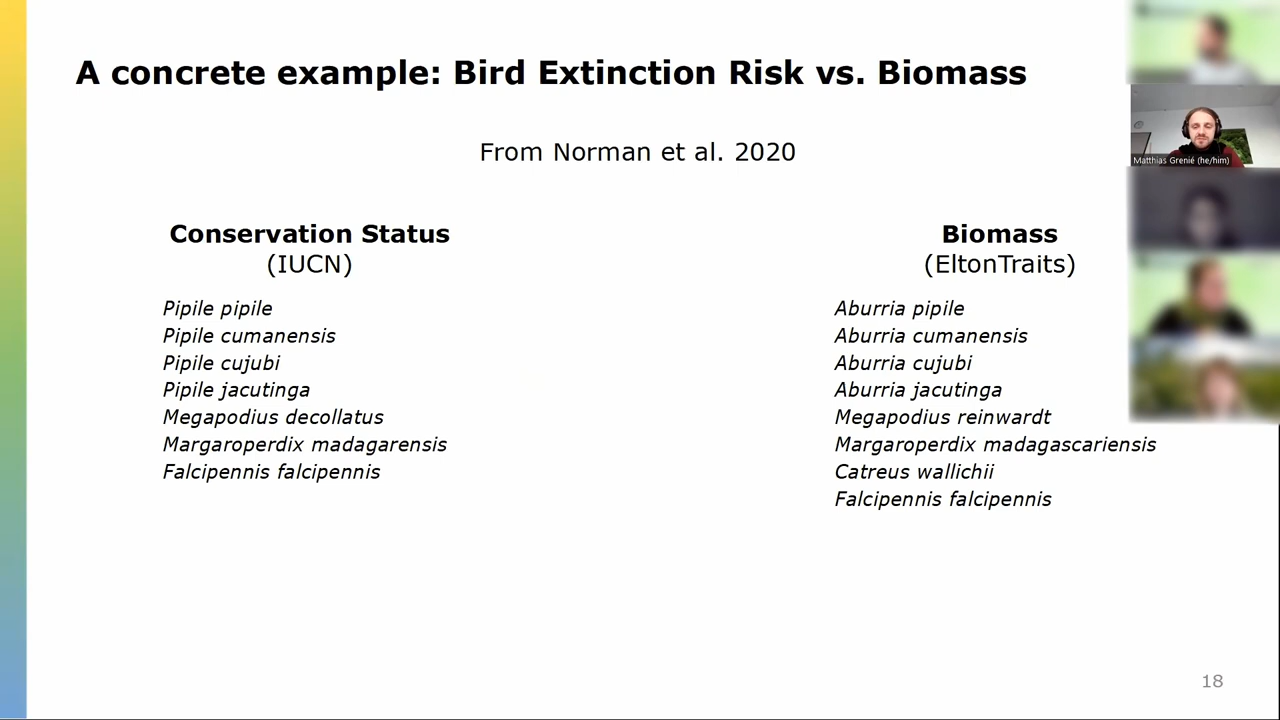 A concrete example: Bird Extinction Risk vs. Biomass
From Norman et al. 2020
Conservation Status
(IUCN)
Pipile pipile
Pipile cumanensis
Pipile cujubi
Pipile jacutinga
Megapodius decollatus
Margaroperdix madagarensis
Falcipennis falcipennis
Biomass
(EltonTraits)
Aburria pipile
Aburria cumanensis
Aburria cujubi
Aburria jacutinga
Megapodius reinwardt
Margaroperdix madagascariensis
Catreus wallichii
Falcipennis falcipennis
Matthias Grenié (he/him)
18